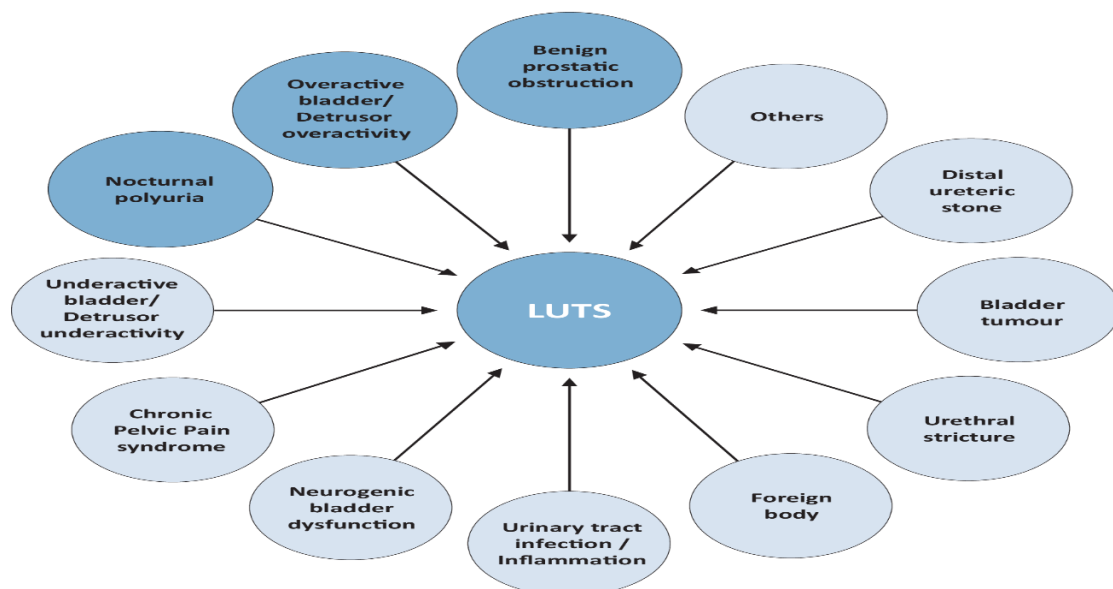 Benign
prostatic
obstruction
Others
Distal
ureteric
stone
Bladder
tumour
Urethral
stricture
Foreign
body
Urinary tract
infection /
Inflammation
Neurogenic
bladder
dysfunction
Chronic
Pelvic Pain
syndrome
Underactive
bladder/
Detrusor
underactivity
Nocturnal
polyuria
Overactive
bladder/
Detrusor
overactivity
LUTS